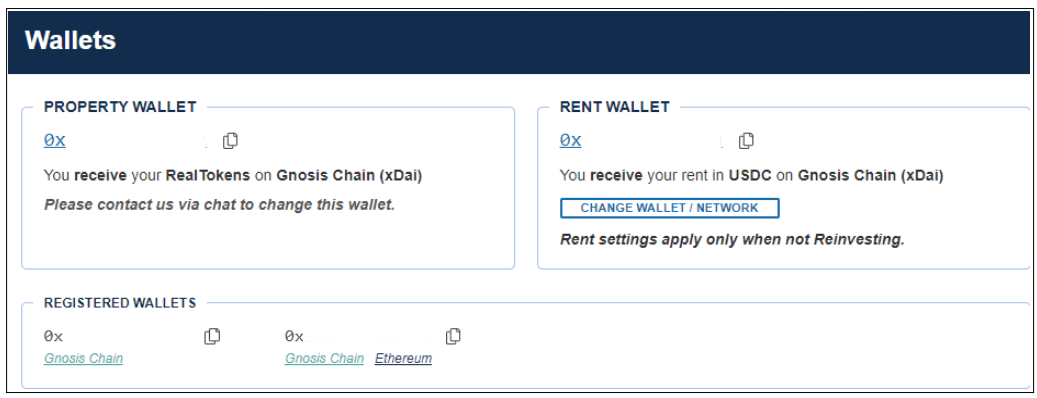 Wallets
PROPERTY WALLET
0x
You receive your RealTokens on Gnosis Chain (xDai)
Please contact us via chat to change this wallet.
RENT WALLET
0x
You receive your rent in USDC on Gnosis Chain (xDai)
CHANGE WALLET / NETWORK
Rent settings apply only when not Reinvesting.
REGISTERED WALLETS
0x
Gnosis Chain
0x
Gnosis Chain Ethereum